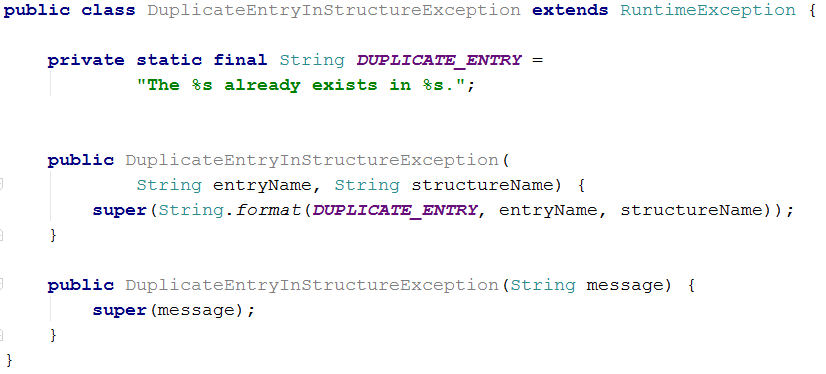 public class DuplicateEntryInStructureException extends RuntimeException {
private static final String DUPLICATE_ENTRY =
"The %s already exists in %s.";
public DuplicateEntryInStructureException(
String entryName, String structureName) {
super(String.format(DUPLICATE_ENTRY, entryName, structureName));
}
public DuplicateEntryInStructureException(String message) {
super(message);
}
}